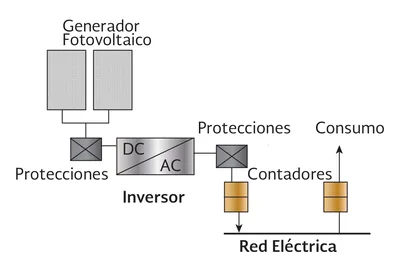 Generador
Fotovoltaico
Protecciones
DC
AC
Inversor
Protecciones
Consumo
Contadores
Red Eléctrica